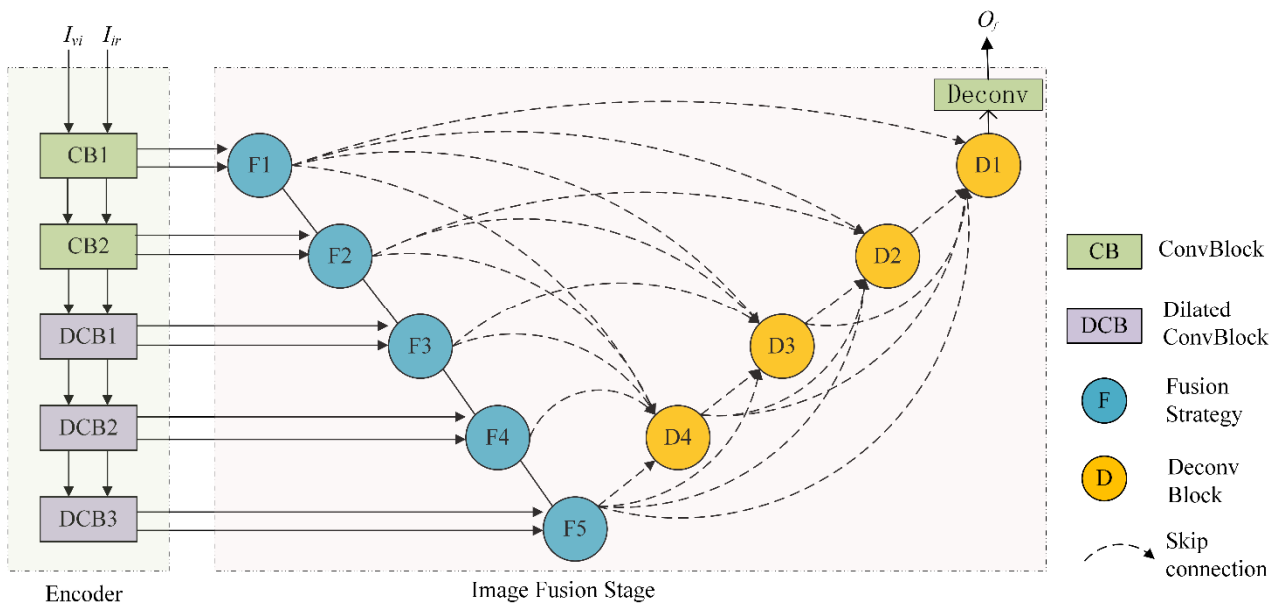 I_vi I_ir
O_f
Deconv
CB1
F1
D1
CB2
F2
D2
CB
ConvBlock
DCB1
F3
D3
DCB
Dilated
ConvBlock
DCB2
F4
D4
F
Fusion
Strategy
DCB3
F5
D
Deconv
Block
Skip
connection
Encoder
Image Fusion Stage